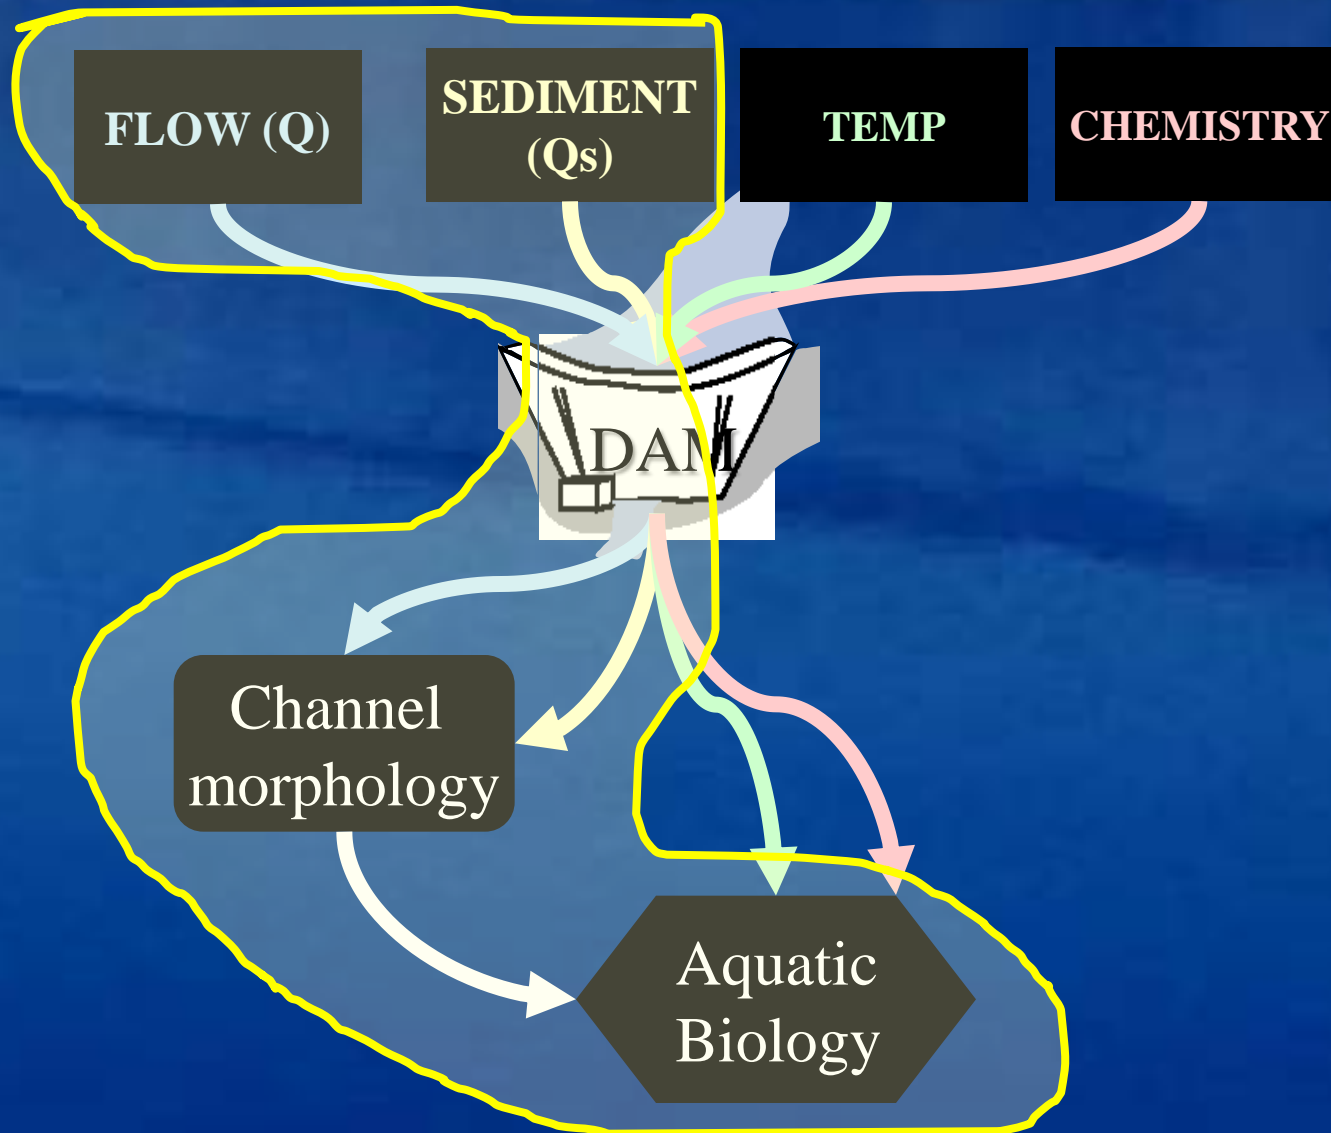 FLOW (Q)
SEDIMENT
(Qs)
TEMP
CHEMISTRY
DAM
Channel
morphology
Aquatic
Biology